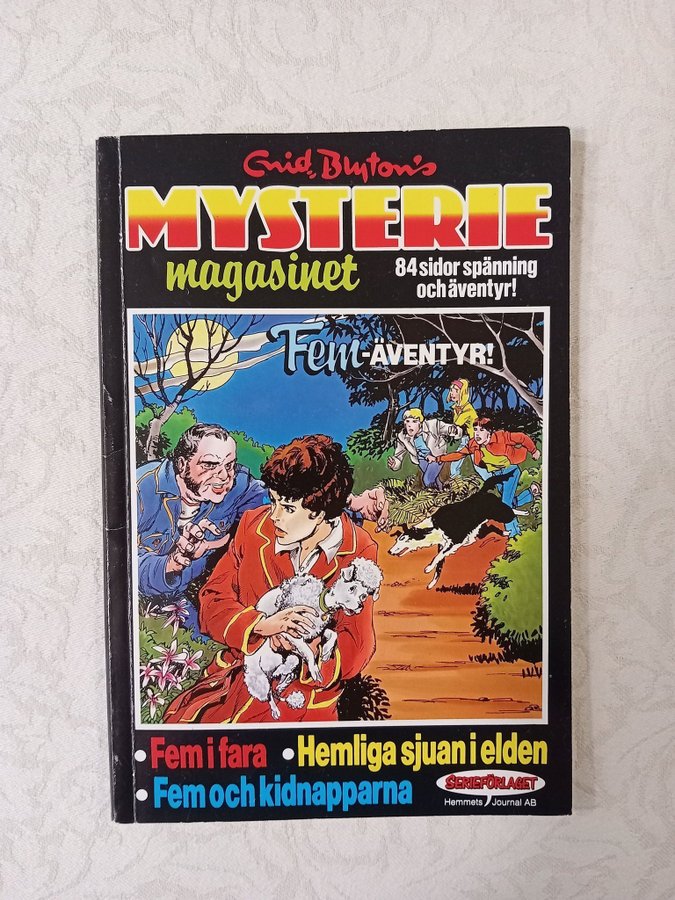 Enid Blyton's
MYSTERIE
magasinet
84 sidor spänning
och äventyr!
Fem-ÄVENTYR!
• Fem i fara • Hemliga sjuan i elden
• Fem och kidnapparna
SERIEFÖRLAGET
Hemmets Journal AB